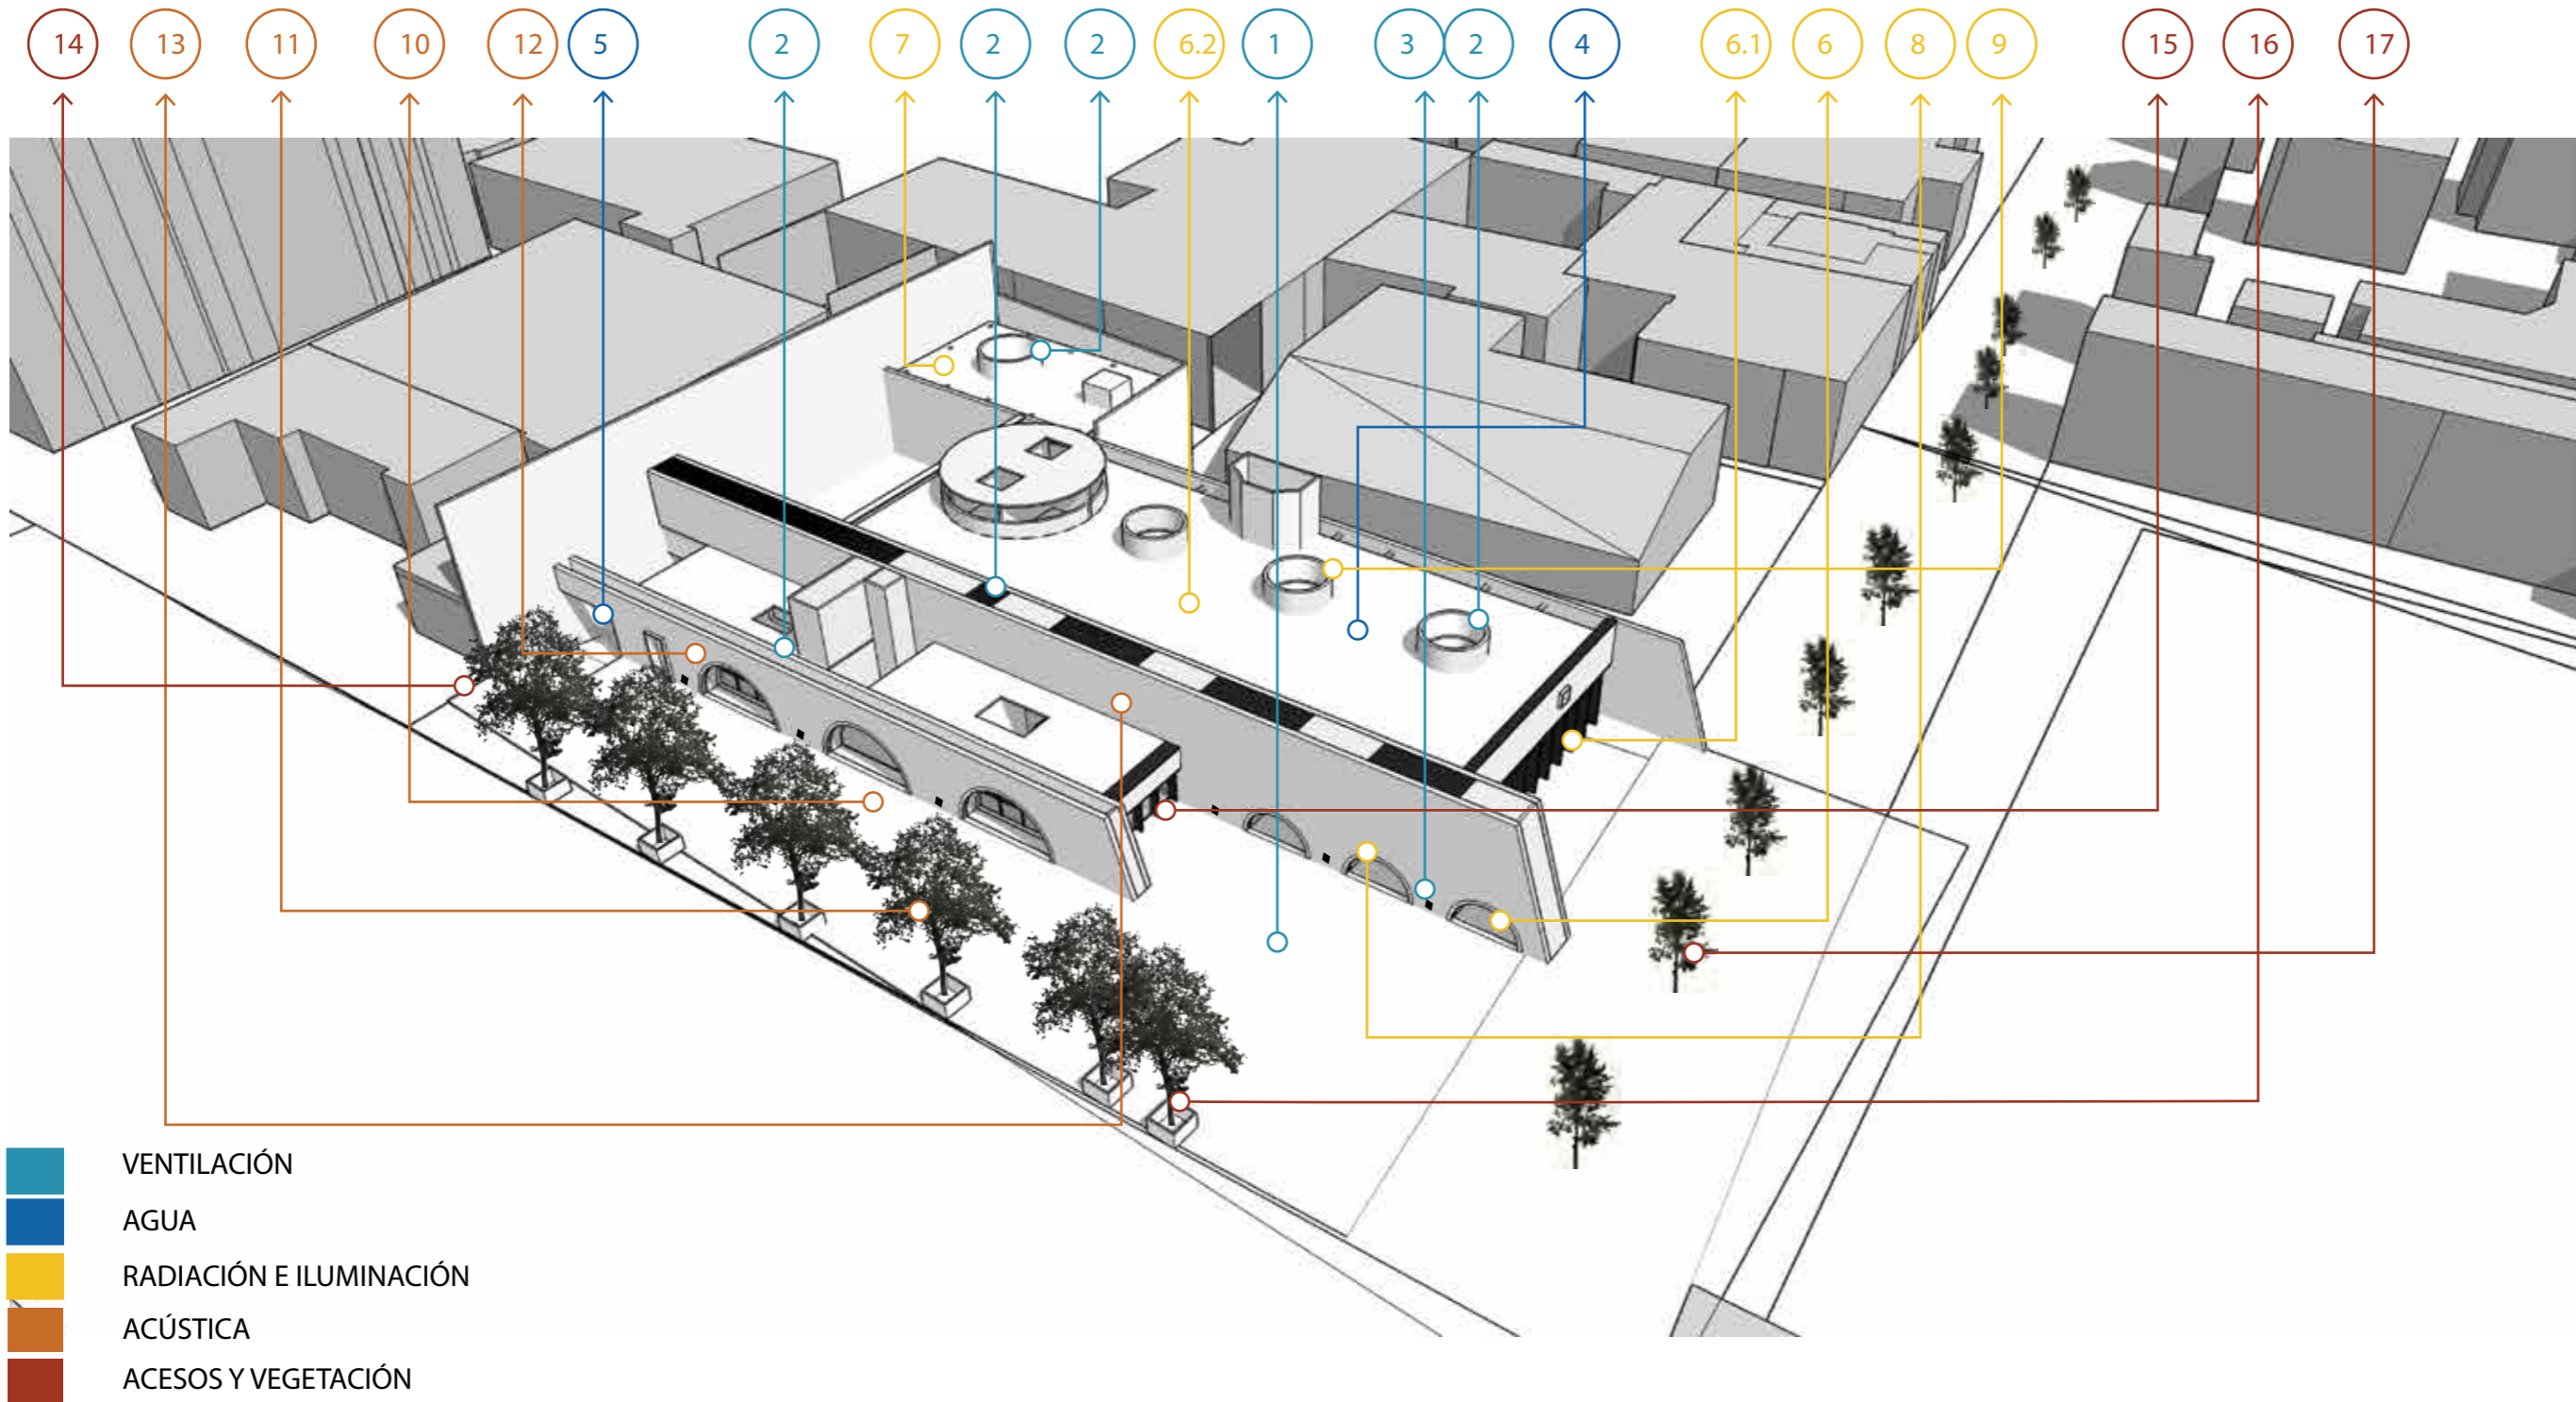 14 13 11 10 12 5 2 7 2 2 6.2 1 3 2 4 6.1 6 8 9 15 16 17
VENTILACIÓN
AGUA
RADIACIÓN E ILUMINACIÓN
ACÚSTICA
ACESOS Y VEGETACIÓN